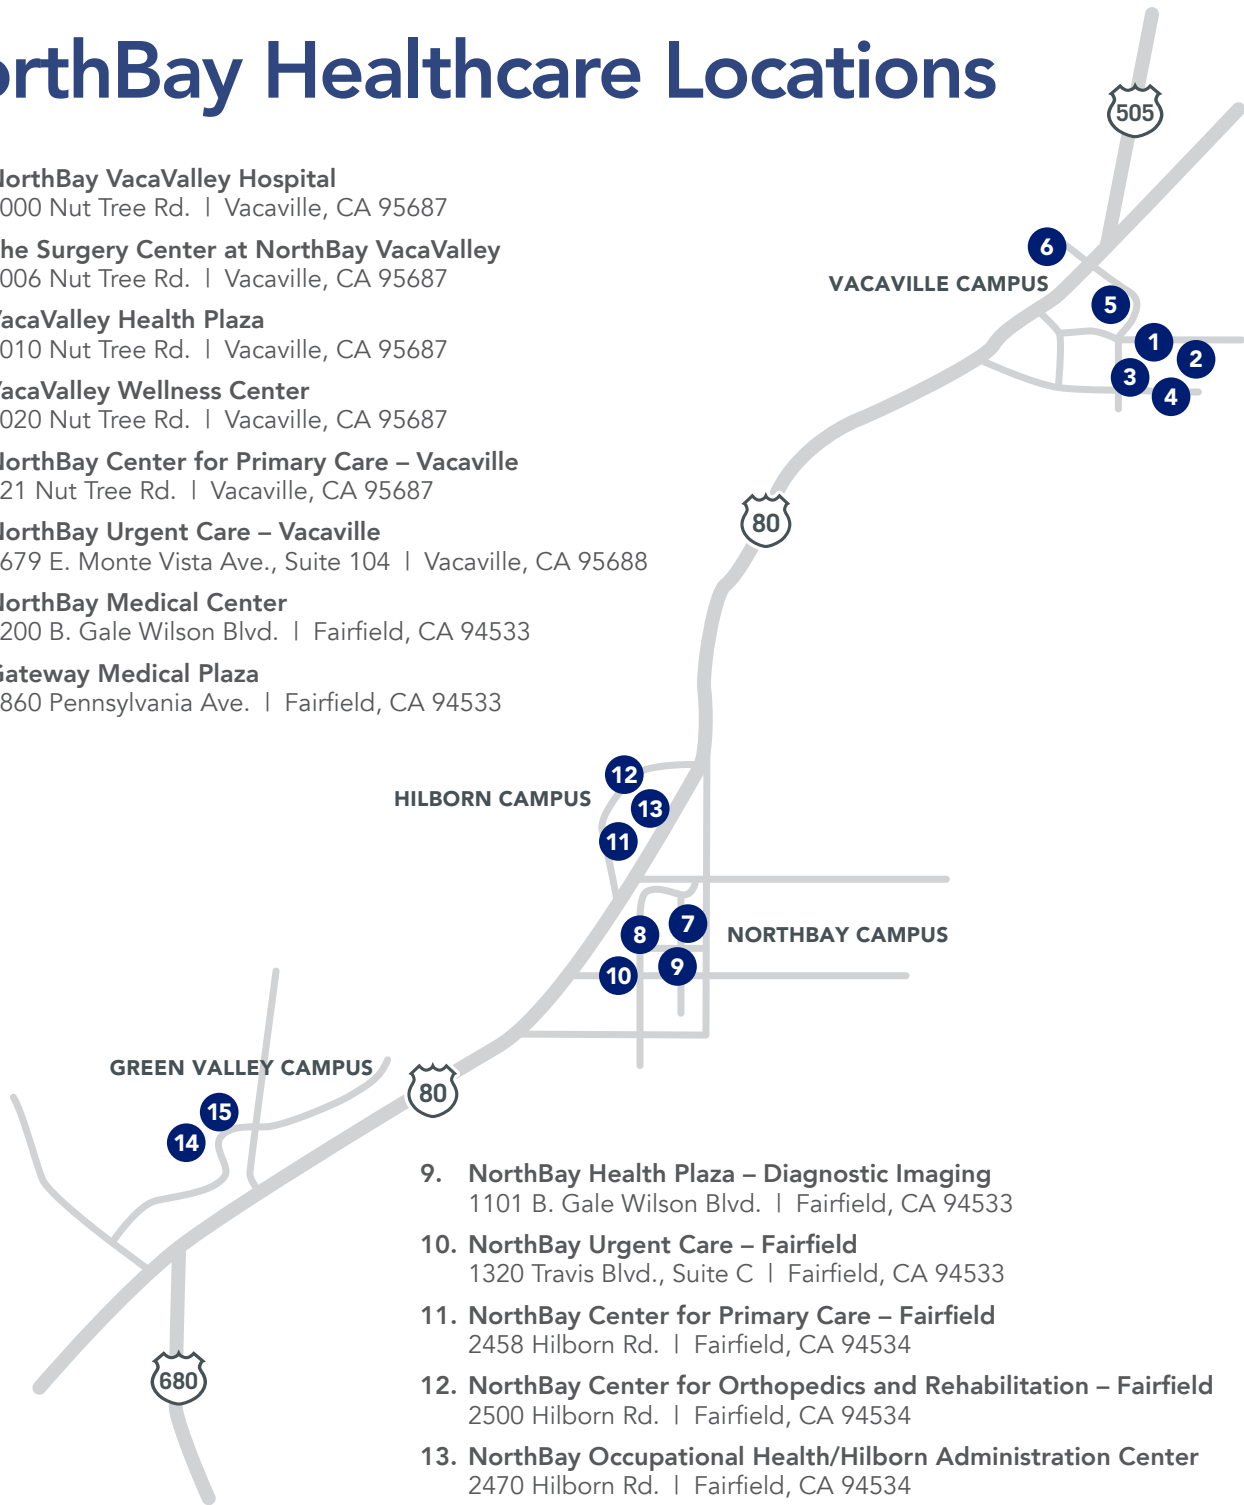 orthBay Healthcare Locations
NorthBay VacaValley Hospital
000 Nut Tree Rd. | Vacaville, CA 95687
he Surgery Center at NorthBay VacaValley
006 Nut Tree Rd. | Vacaville, CA 95687
VacaValley Health Plaza
010 Nut Tree Rd. | Vacaville, CA 95687
VacaValley Wellness Center
020 Nut Tree Rd. | Vacaville, CA 95687
NorthBay Center for Primary Care – Vacaville
21 Nut Tree Rd. | Vacaville, CA 95687
NorthBay Urgent Care – Vacaville
679 E. Monte Vista Ave., Suite 104 | Vacaville, CA 95688
NorthBay Medical Center
200 B. Gale Wilson Blvd. | Fairfield, CA 94533
Gateway Medical Plaza
860 Pennsylvania Ave. | Fairfield, CA 94533
505
6
VACAVILLE CAMPUS
5
1
2
3
4
80
12
HILBORN CAMPUS
13
11
7
8
NORTHBAY CAMPUS
9
10
GREEN VALLEY CAMPUS
80
15
14
680
9. NorthBay Health Plaza – Diagnostic Imaging
1101 B. Gale Wilson Blvd. | Fairfield, CA 94533
10. NorthBay Urgent Care – Fairfield
1320 Travis Blvd., Suite C | Fairfield, CA 94533
11. NorthBay Center for Primary Care – Fairfield
2458 Hilborn Rd. | Fairfield, CA 94534
12. NorthBay Center for Orthopedics and Rehabilitation – Fairfield
2500 Hilborn Rd. | Fairfield, CA 94534
13. NorthBay Occupational Health/Hilborn Administration Center
2470 Hilborn Rd. | Fairfield, CA 94534